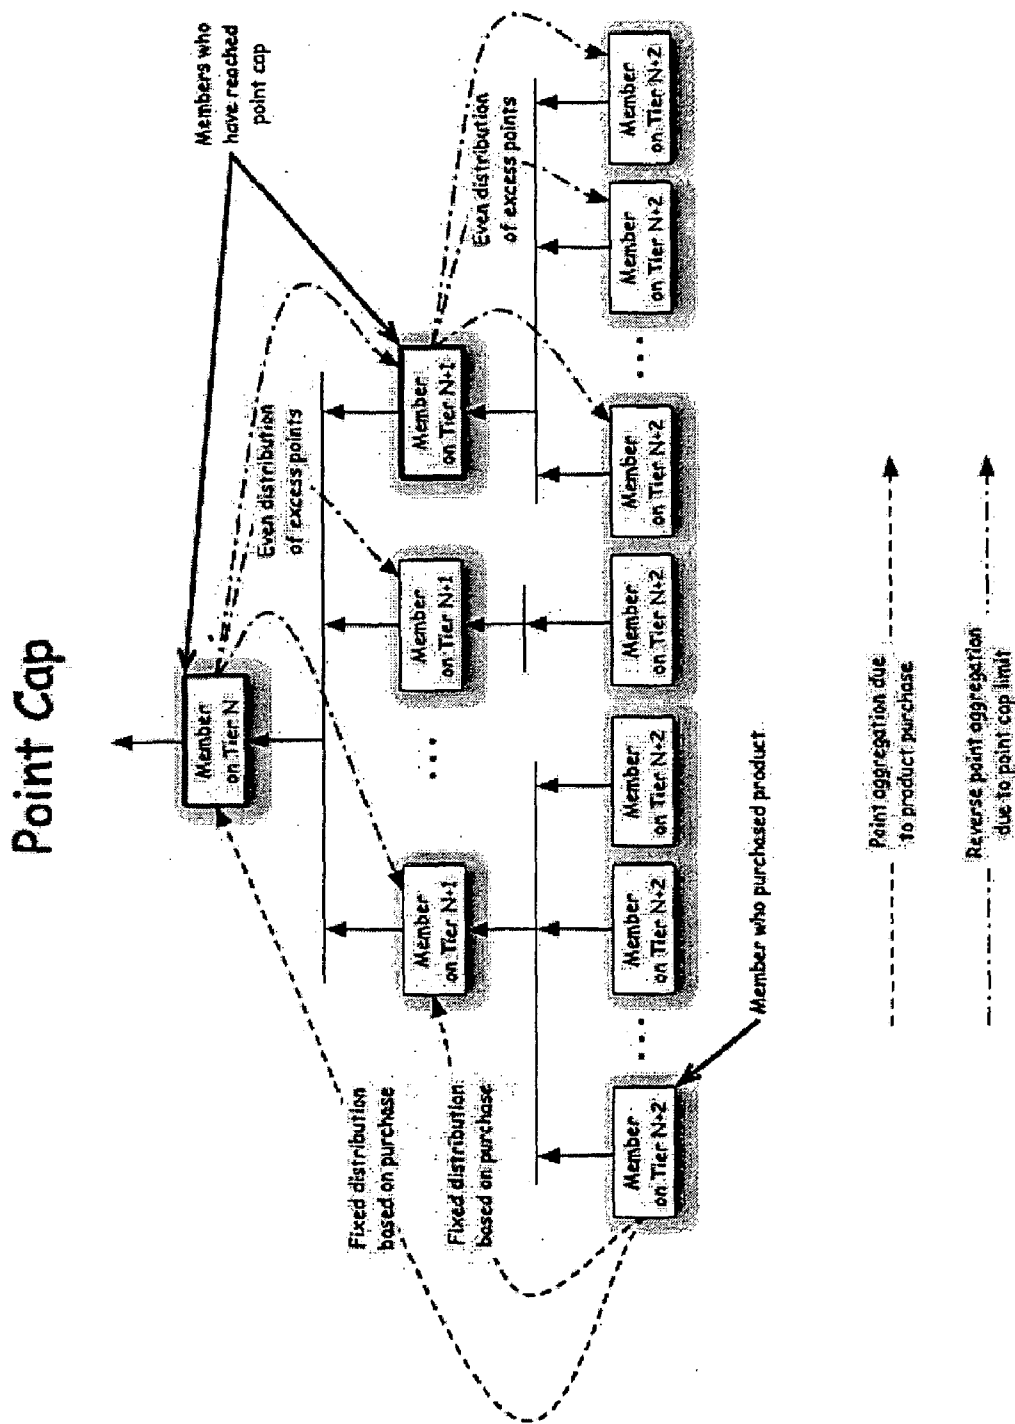 Point Cap
Members who
have reached
point cap
Member
on Tier N
Even distribution
of excess points
Fixed distribution
based on purchase
Member
on Tier N+1
...
Member
on Tier N+1
Member
on Tier N+1
Even distribution
of excess points
Fixed distribution
based on purchase
Member
on Tier N+2
...
Member
on Tier N+2
Member
on Tier N+2
Member
on Tier N+2
Member
on Tier N+2
...
Member
on Tier N+2
Member
on Tier N+2
Member who purchased product
Point aggregation due
to product purchase
Reverse point aggregation
due to point cap limit